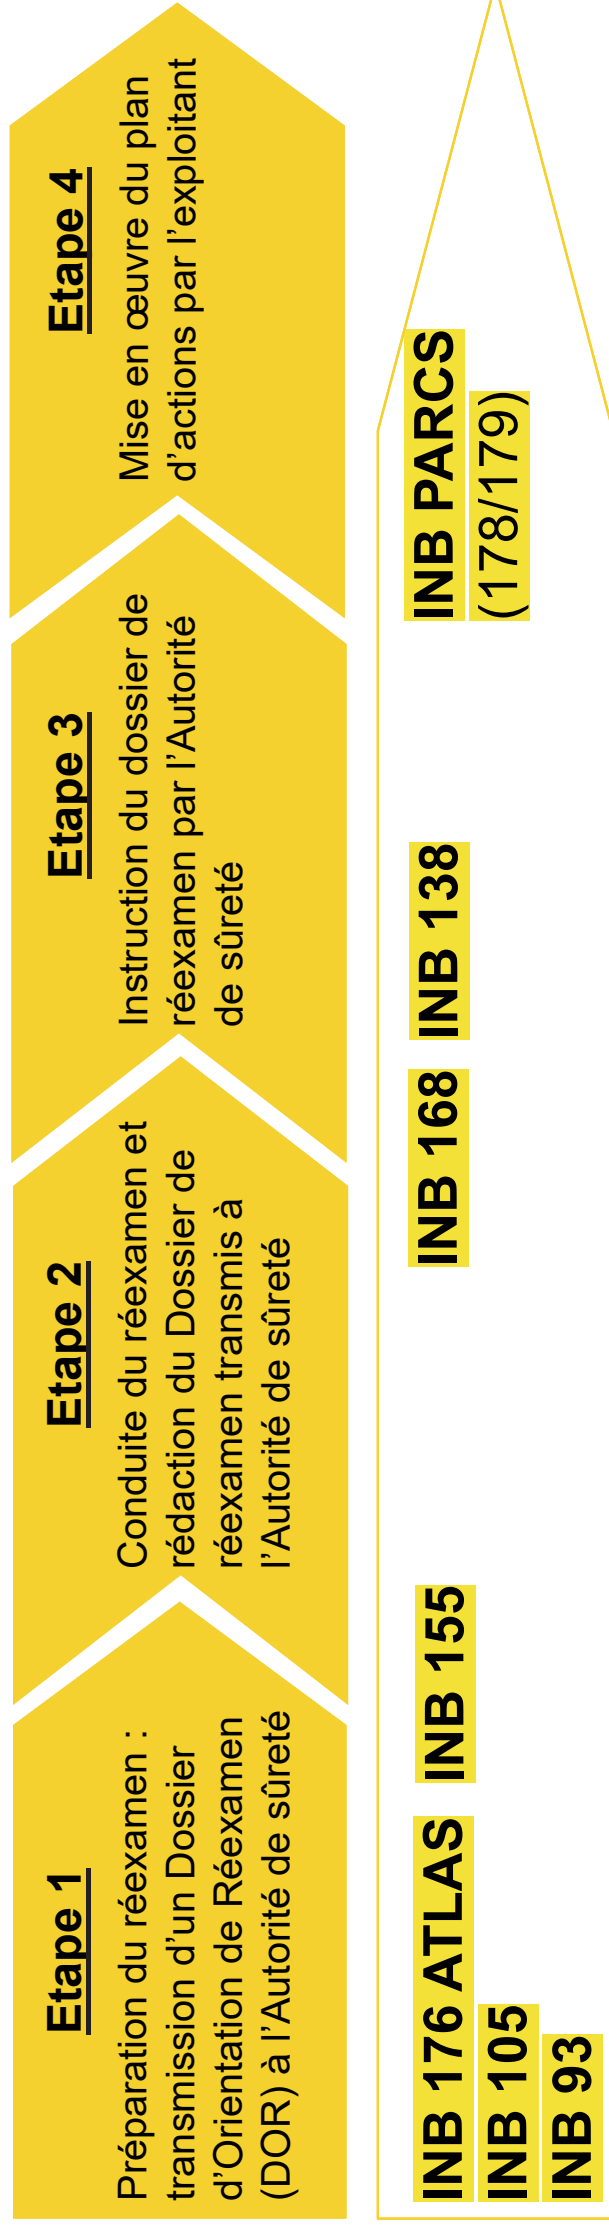 Etape 1
Préparation du réexamen :
transmission d'un Dossier
d'Orientation de Réexamen
(DOR) à l'Autorité de sûreté
Etape 2
Conduite du réexamen et
rédaction du Dossier de
réexamen transmis à
l'Autorité de sûreté
Etape 3
Instruction du dossier de
réexamen par l'Autorité
de sûreté
Etape 4
Mise en œuvre du plan
d'actions par l'exploitant
INB 176 ATLAS
INB 105
INB 93
INB 155
INB 168
INB 138
INB PARCS
(178/179)